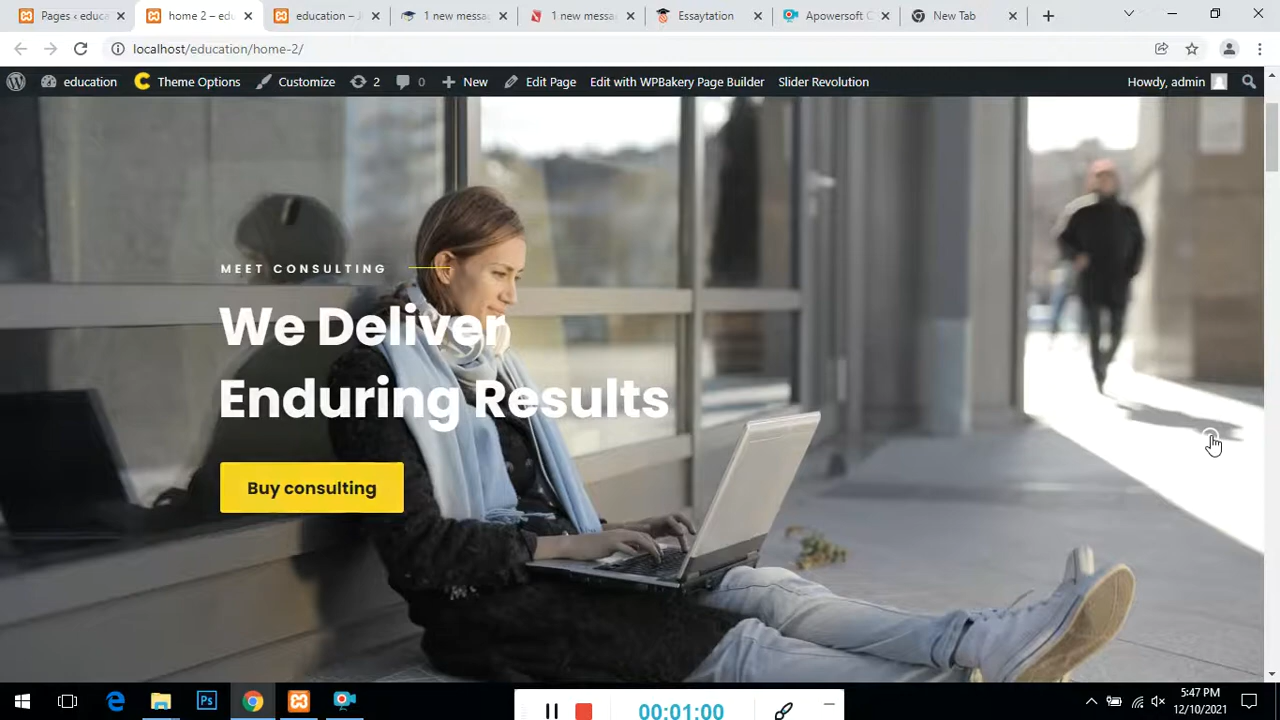 Pages ‹ educa
home 2 – edu
education – J
1 new messa
1 new messa
Essaytation
Apowersoft C
New Tab
localhost/education/home-2/
education
Theme Options
Customize
2
0
New
Edit Page
Edit with WPBakery Page Builder
Slider Revolution
Howdy, admin
MEET CONSULTING
We Deliver
Enduring Results
Buy consulting
00:01:00
5:47 PM
12/10/2021